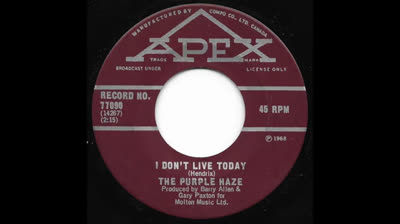 MANUFACTURED BY COMPO CO., LTD., CANADA
APEX
TRADE MARK
BROADCAST UNDER LICENSE ONLY
RECORD NO.
77090
(14267)
(2:15)
45 RPM
℗ 1968
I DON'T LIVE TODAY
(Hendrix)
THE PURPLE HAZE
Produced by Garry Allen &
Gary Paxton for
Molton Music Ltd.